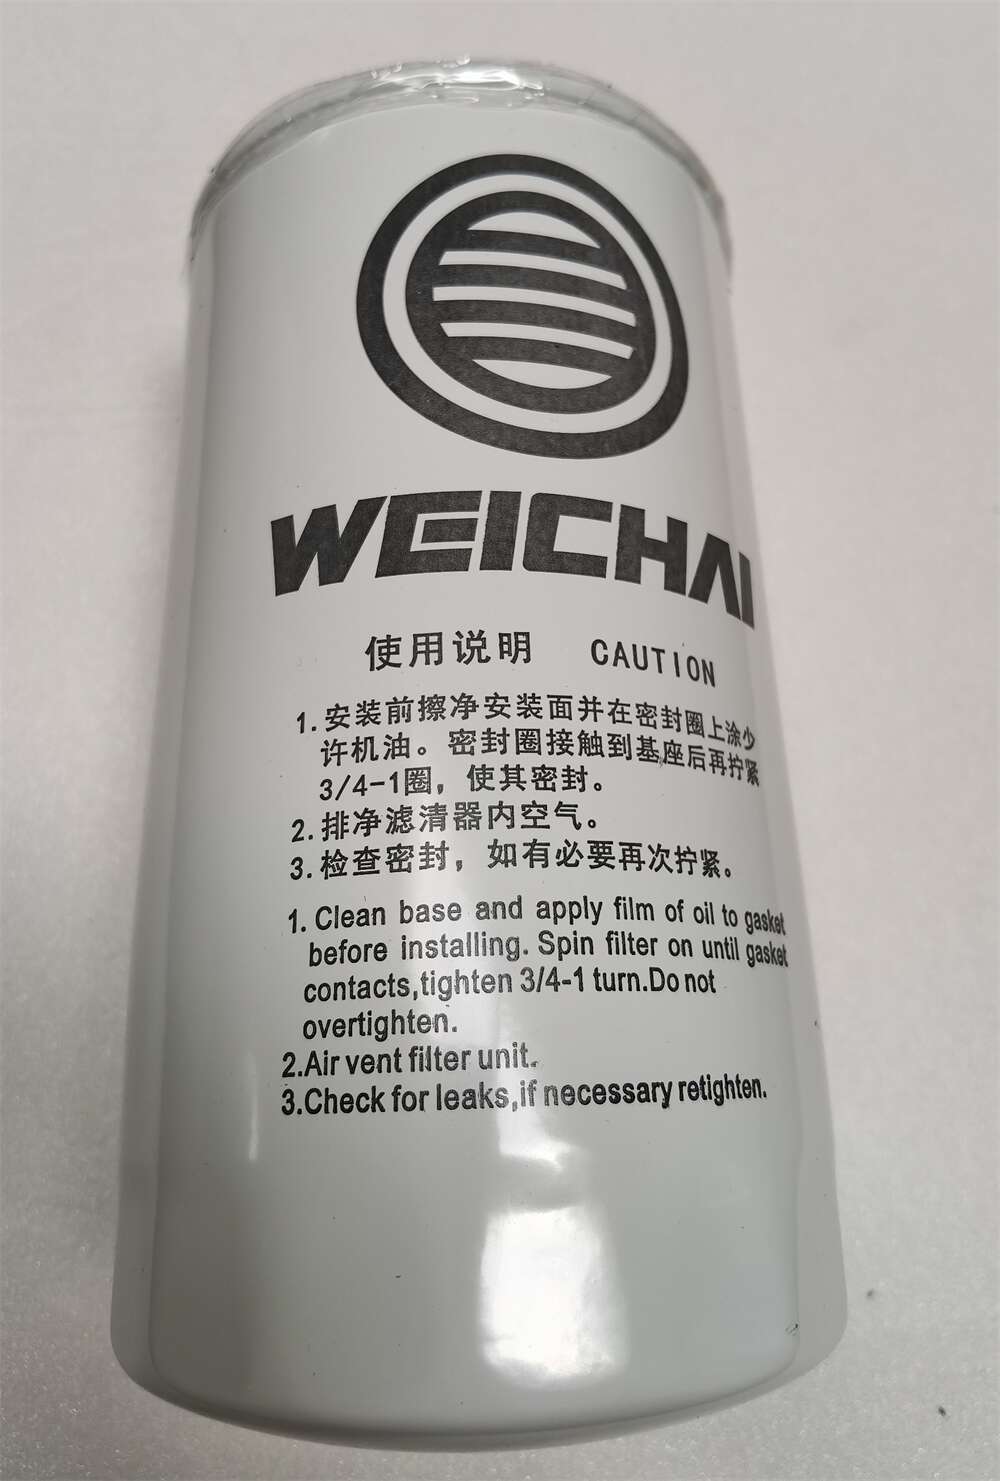 WEICHAI
使用说明 CAUTION
1.安装前擦净安装面并在密封圈上涂少
许机油。密封圈接触到基座后再拧紧
3/4-1圈，使其密封。
2.排净滤清器内空气。
3.检查密封，如有必要再次拧紧。
1. Clean base and apply film of oil to gasket
before installing. Spin filter on until gasket
contacts,tighten 3/4-1 turn.Do not
overtighten.
2.Air vent filter unit.
3.Check for leaks,if necessary retighten.